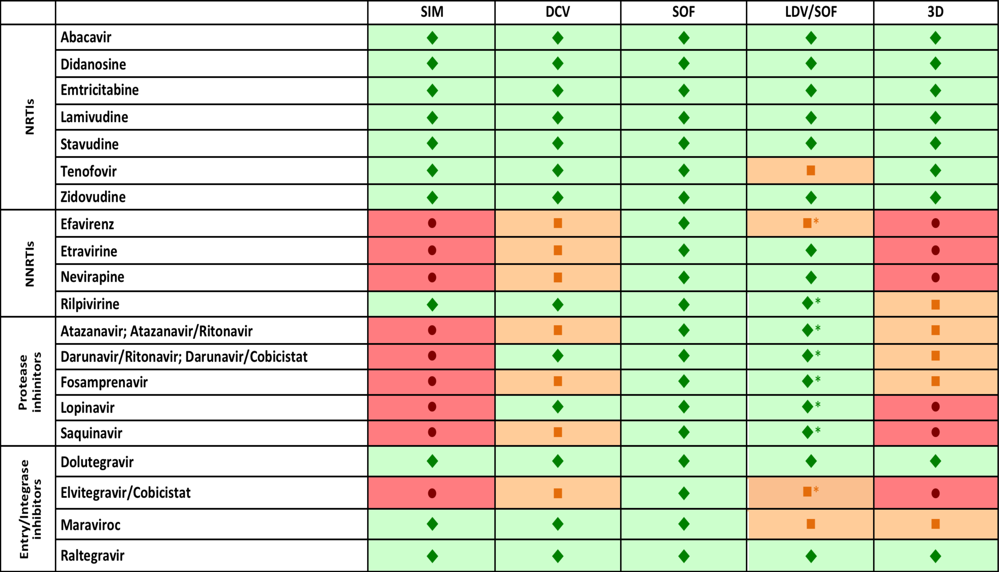 SIM DCV SOF LDV/SOF 3D
NRTIs
Abacavir
Didanosine
Emtricitabine
Lamivudine
Stavudine
Tenofovir
Zidovudine
NNRTIs
Efavirenz *
Etravirine
Nevirapine
Rilpivirine *
Protease
inhinitors
Atazanavir; Atazanavir/Ritonavir *
Darunavir/Ritonavir; Darunavir/Cobicistat *
Fosamprenavir *
Lopinavir *
Saquinavir *
Entry/Integrase
inhibitors
Dolutegravir
Elvitegravir/Cobicistat *
Maraviroc
Raltegravir